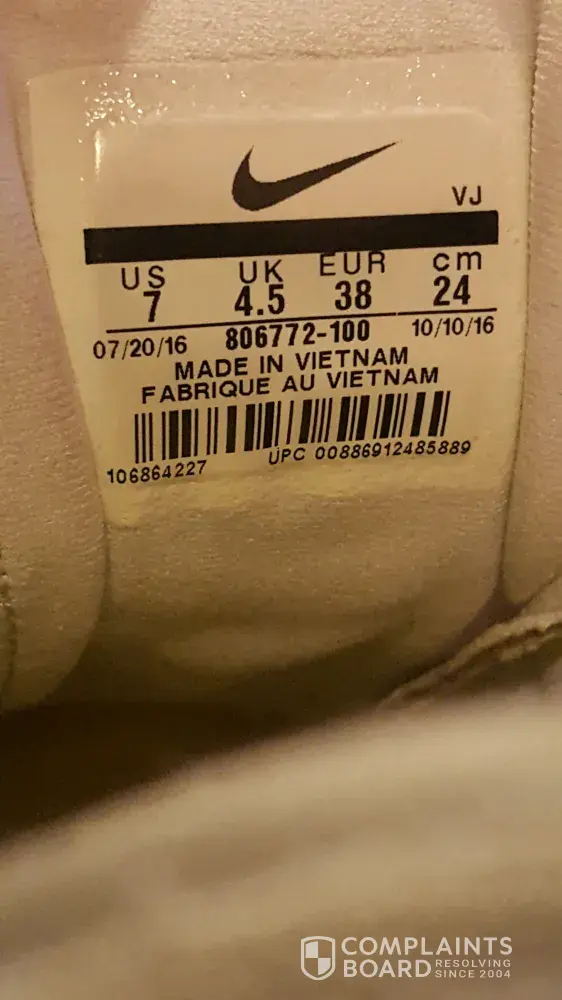 VJ
US UK EUR cm
7 4.5 38 24
07/20/16 806772-100 10/10/16
MADE IN VIETNAM
FABRIQUE AU VIETNAM
106864227 UPC 00886912485889
COMPLAINTS
BOARD RESOLVING
SINCE 2004